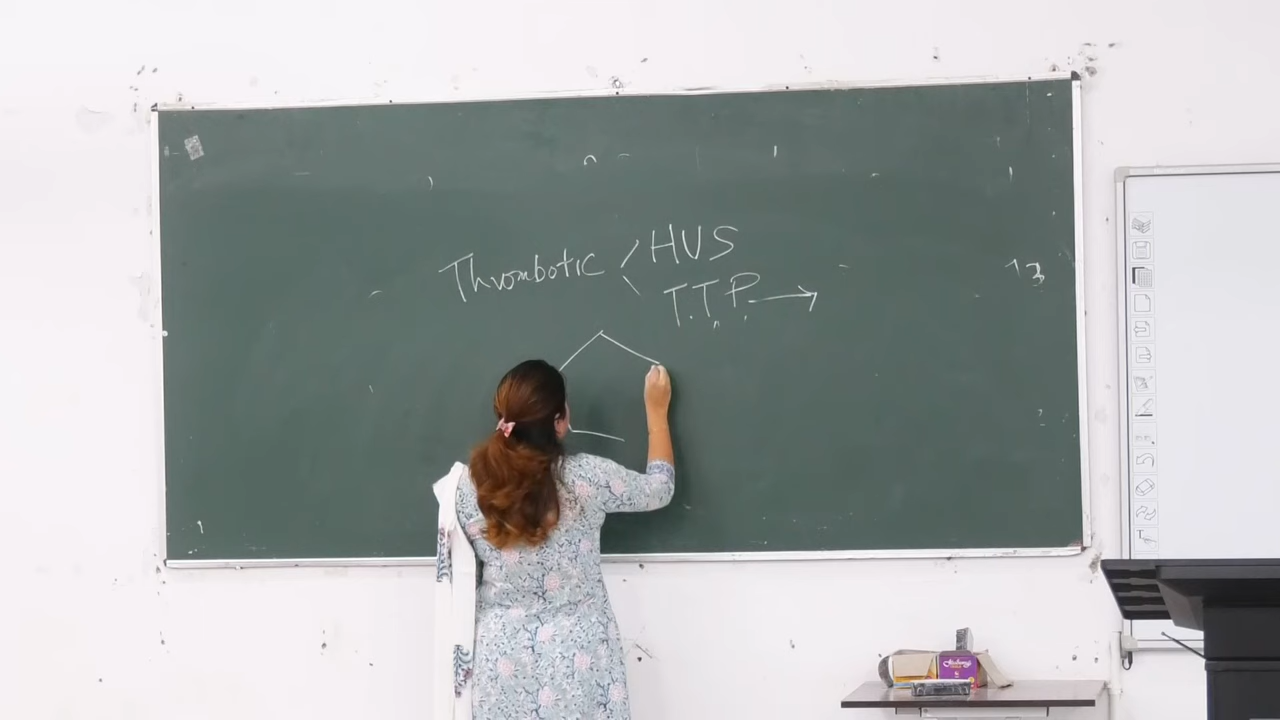 Thrombotic < HUS
T.T.P. →
13